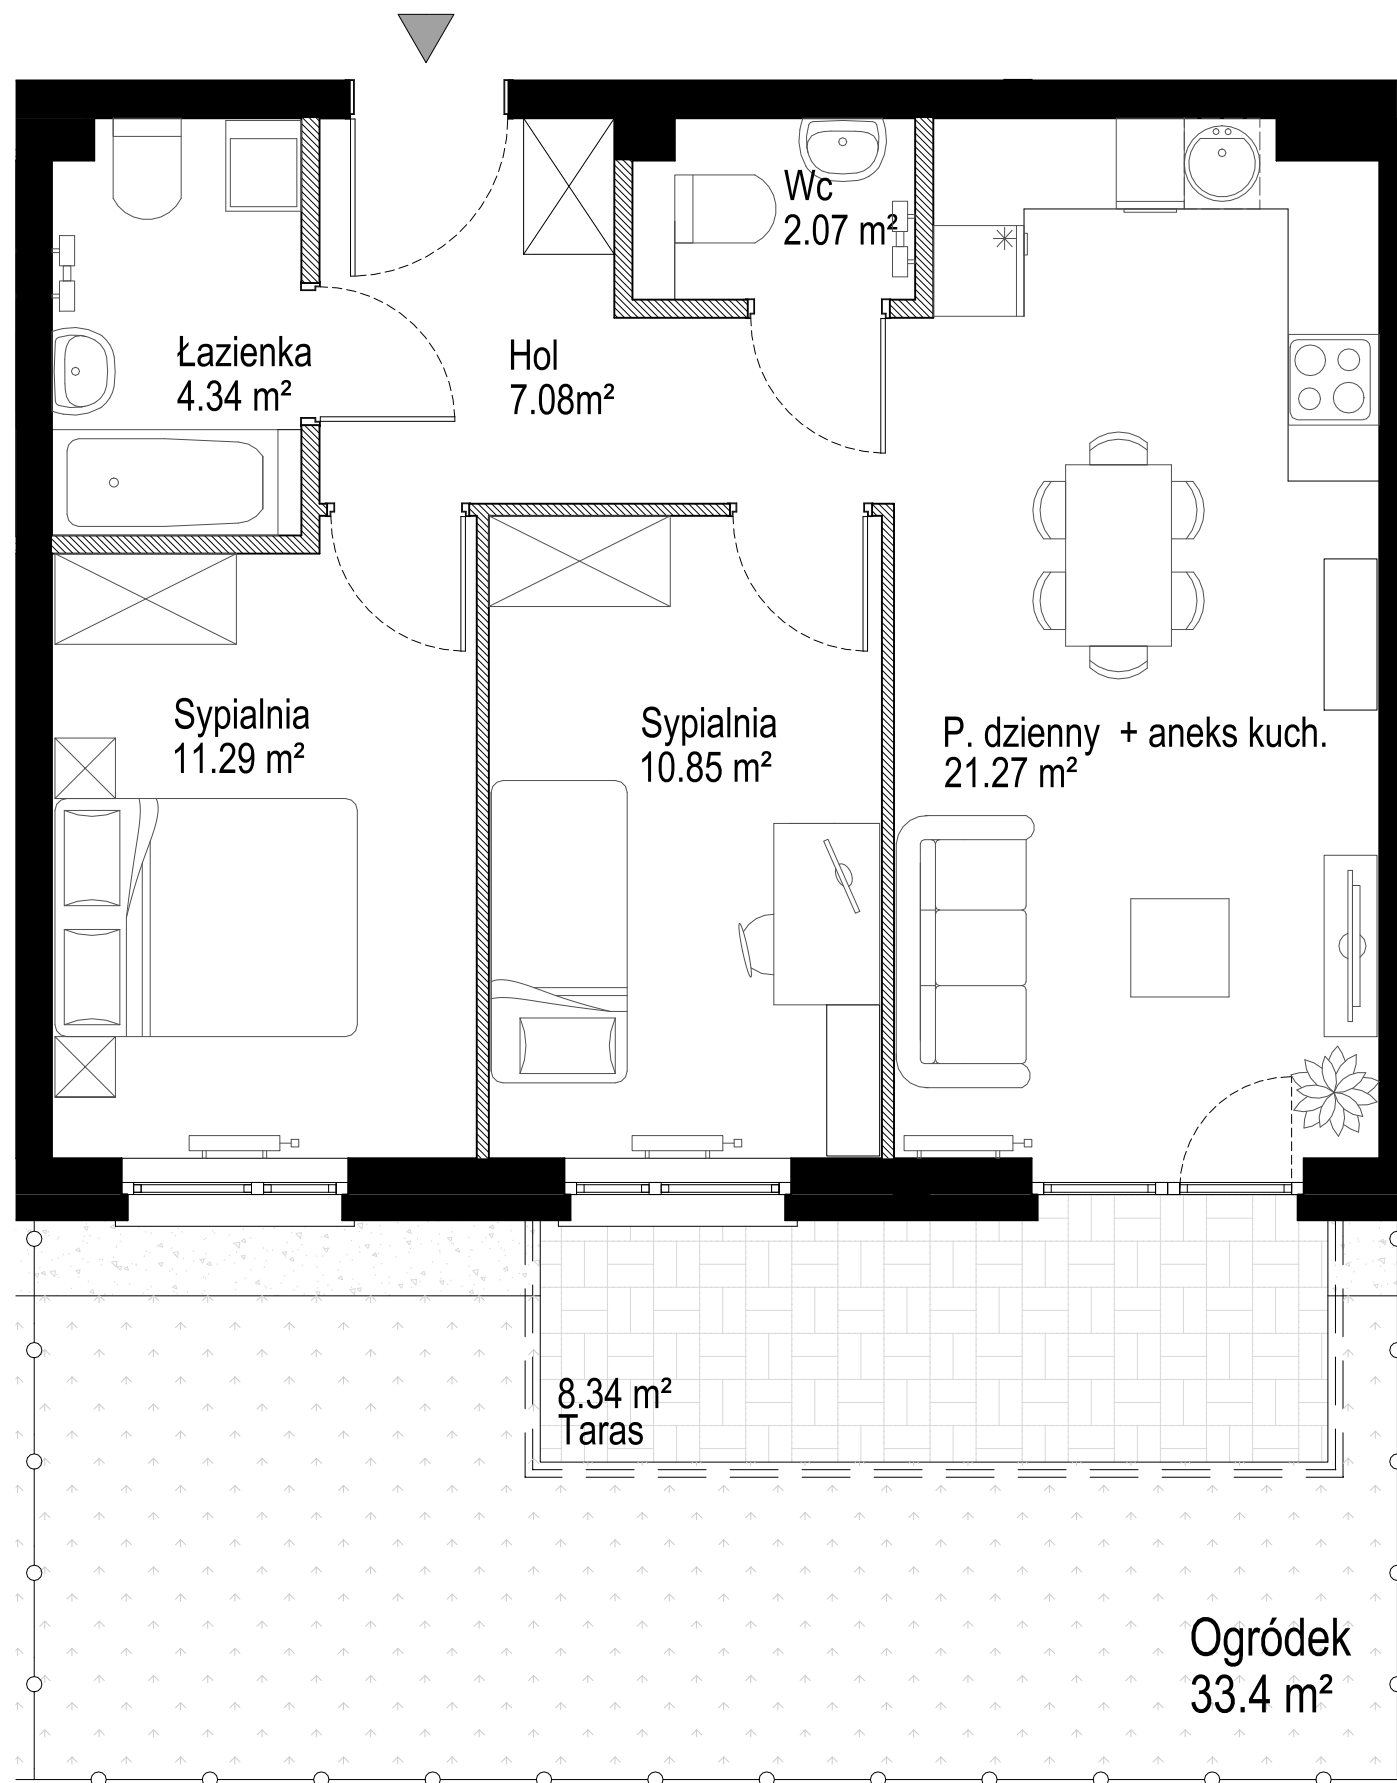 Wc
2.07 m²
Łazienka
4.34 m²
Hol
7.08m²
Sypialnia
11.29 m²
Sypialnia
10.85 m²
P. dzienny + aneks kuch.
21.27 m²
8.34 m²
Taras
Ogródek
33.4 m²